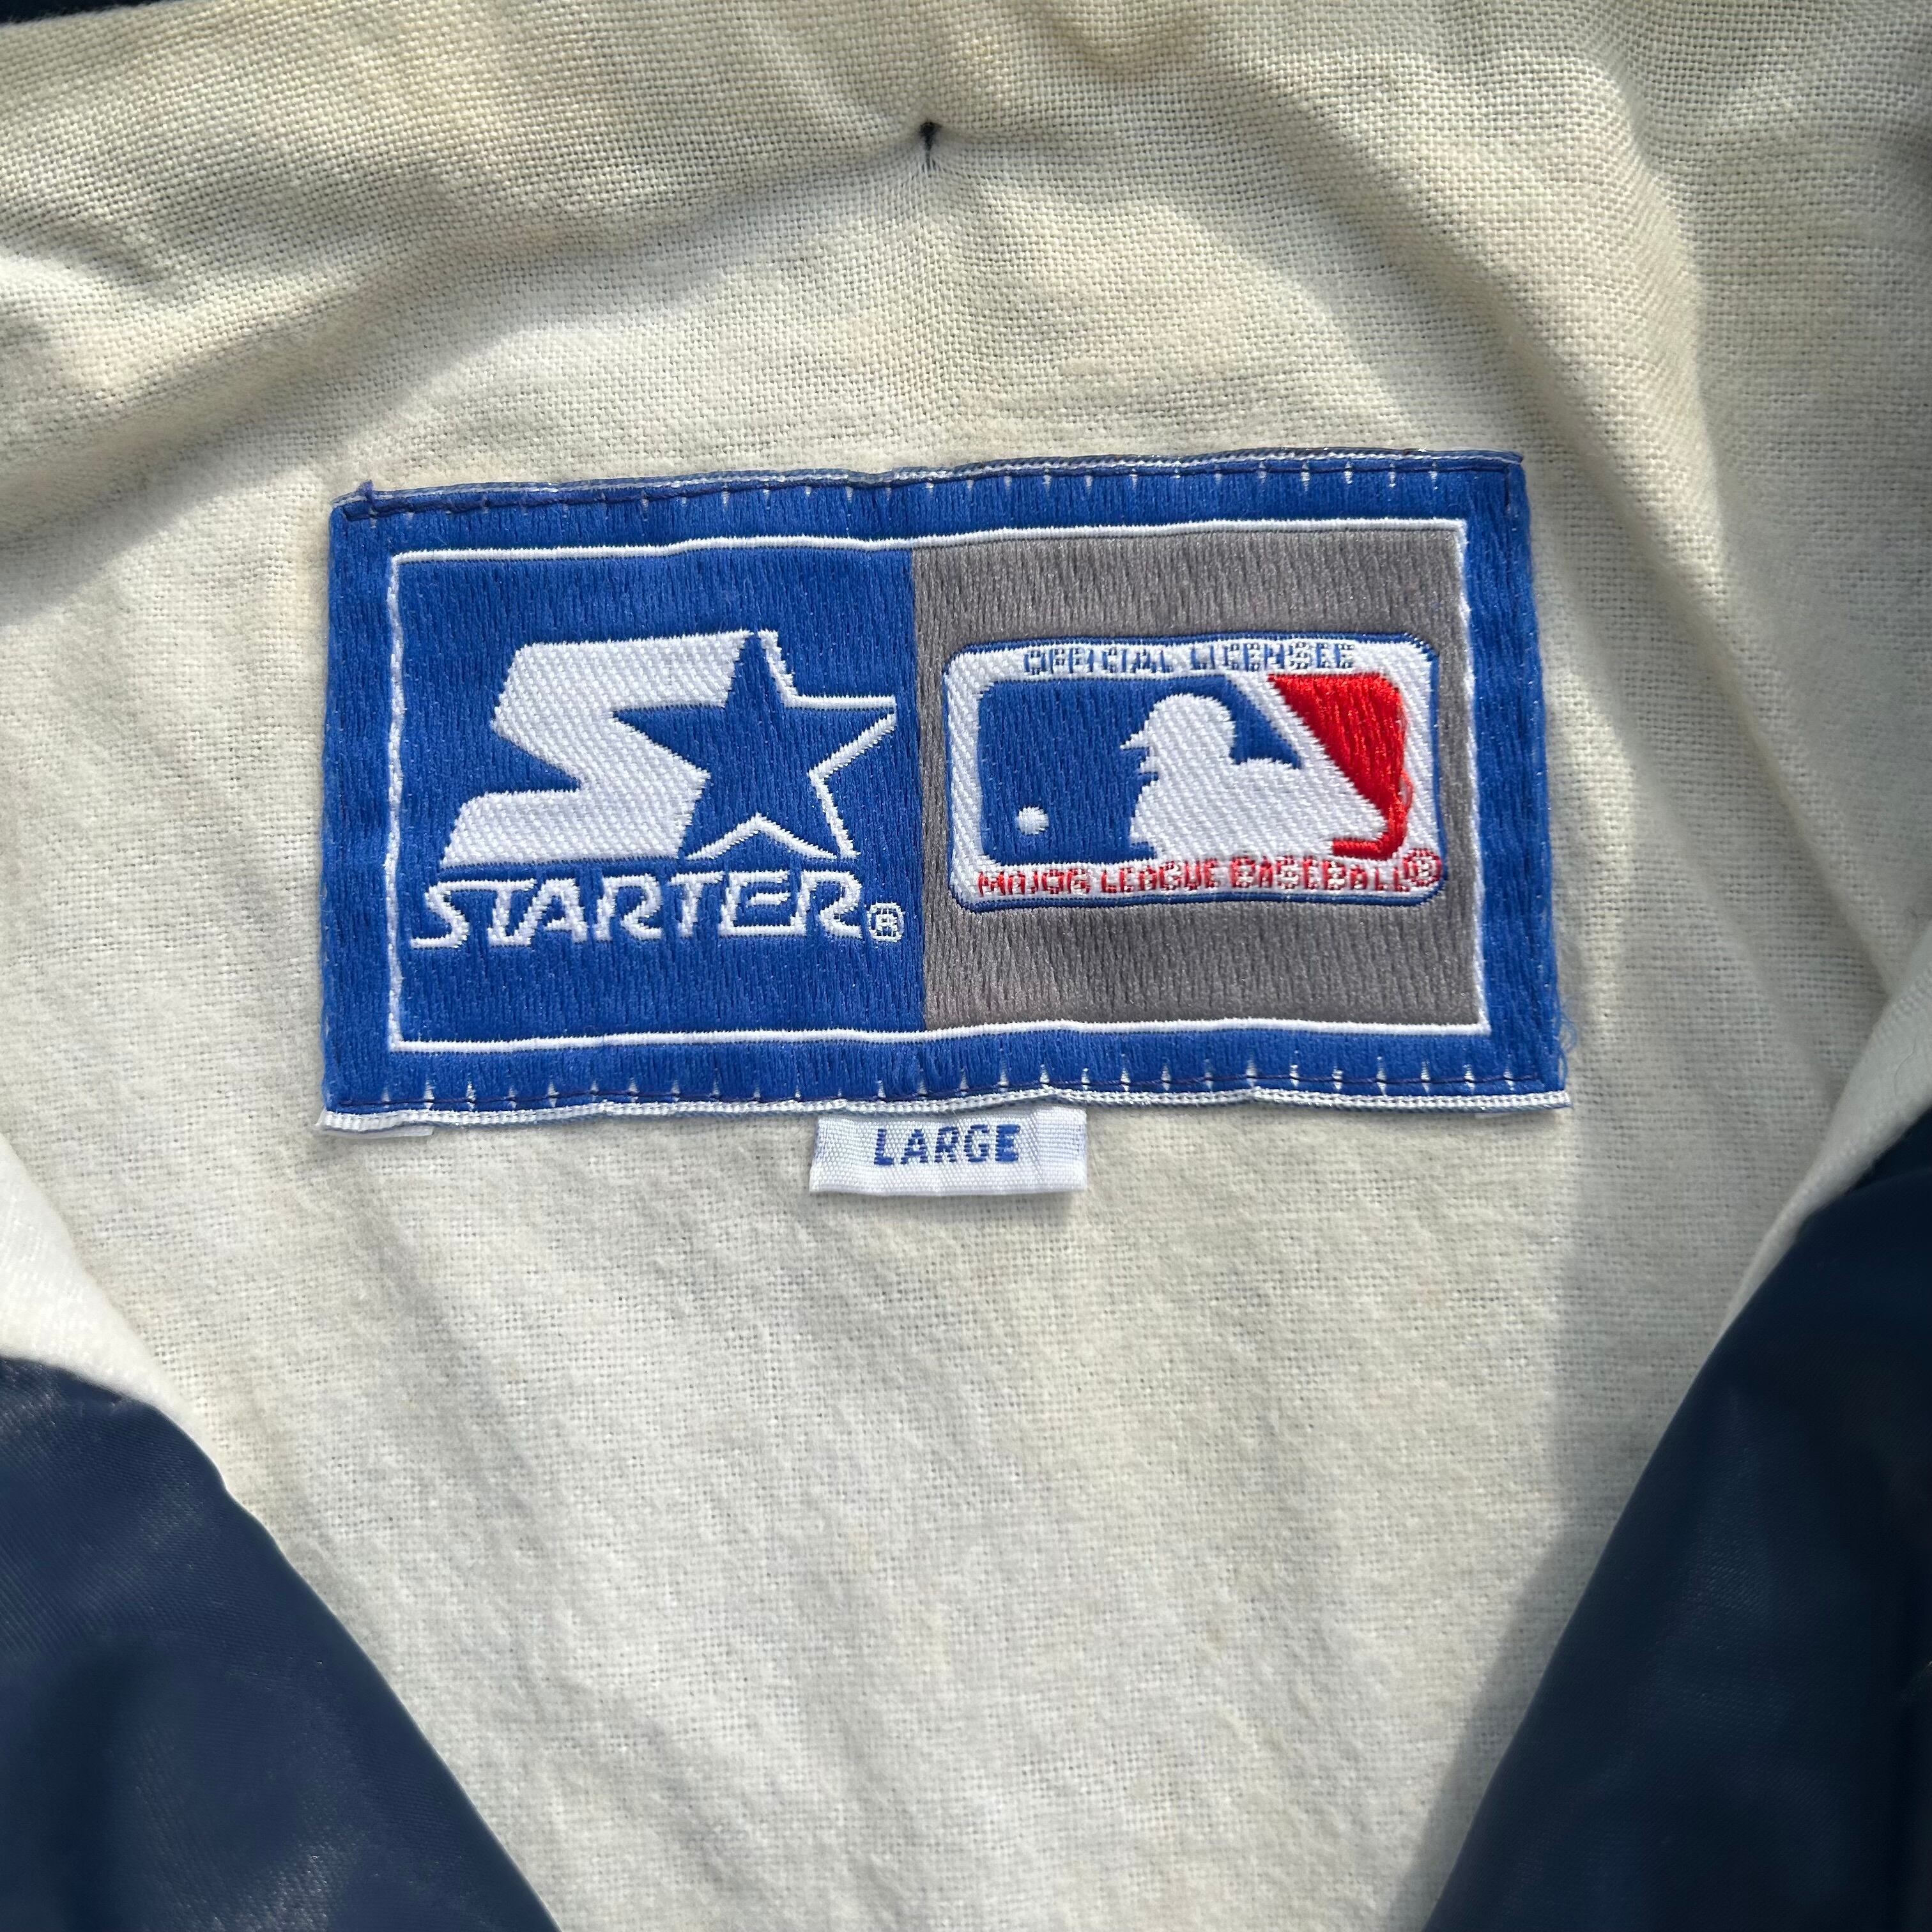 OFFICIAL LICENSEE
STARTER®
MAJOR LEAGUE BASEBALL®
LARGE